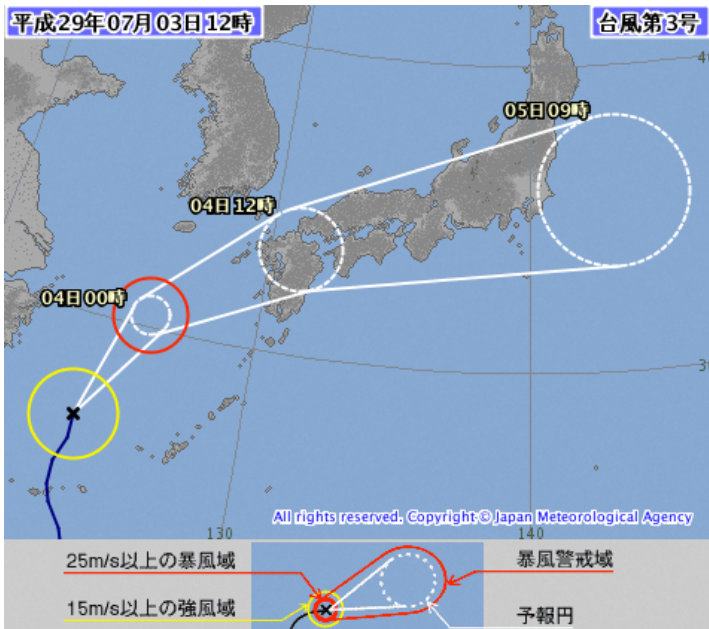 平成29年07月03日12時
台風第3号
4
05日09時
04日12時
04日00時
3
All rights reserved. Copyright © Japan Meteorological Agency
130
140
25m/s以上の暴風域
暴風警戒域
15m/s以上の強風域
予報円